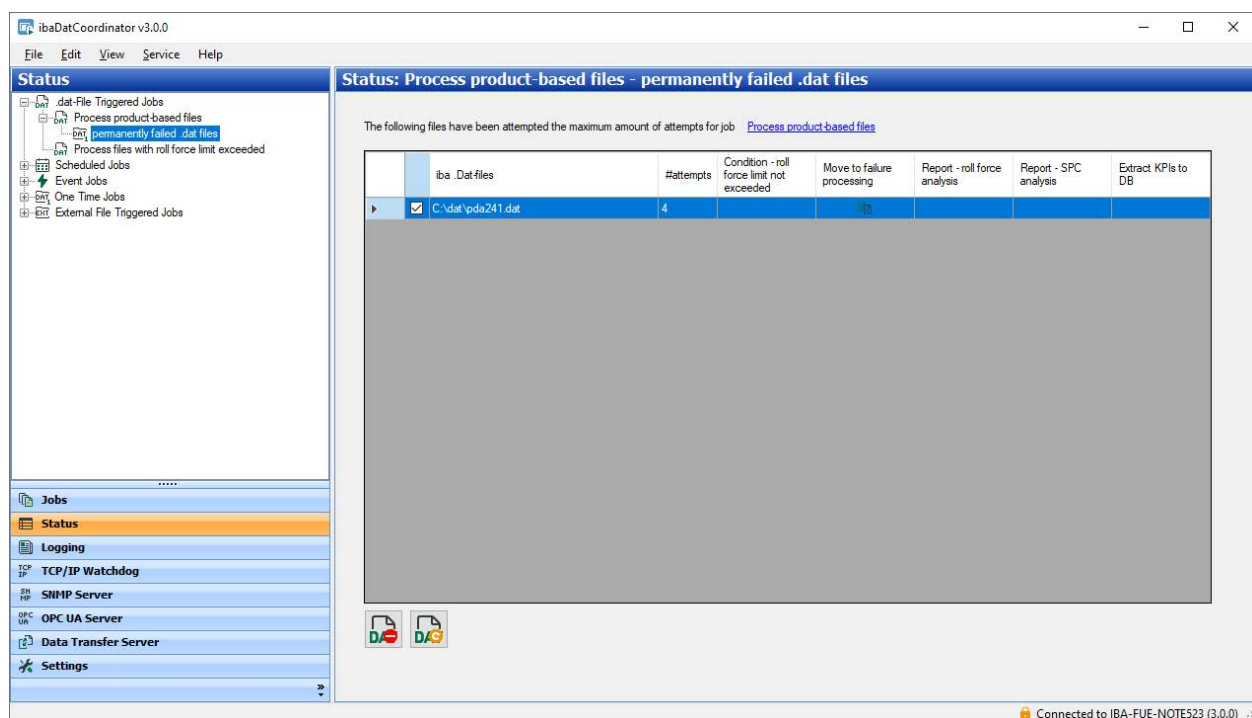 ibaDatCoordinator v3.0.0
File Edit View Service Help
Status
.dat-File Triggered Jobs
Process product-based files
permanently failed .dat files
Process files with roll force limit exceeded
Scheduled Jobs
Event Jobs
One Time Jobs
External File Triggered Jobs
Jobs
Status
Logging
TCP/IP Watchdog
SNMP Server
OPC UA Server
Data Transfer Server
Settings
Status: Process product-based files - permanently failed .dat files
The following files have been attempted the maximum amount of attempts for job Process product-based files
iba .Dat-files
#attempts
Condition - roll
force limit not
exceeded
Move to failure
processing
Report - roll force
analysis
Report - SPC
analysis
Extract KPIs to
DB
C:\dat\pda241.dat
4
Connected to IBA-FUE-NOTE523 (3.0.0)